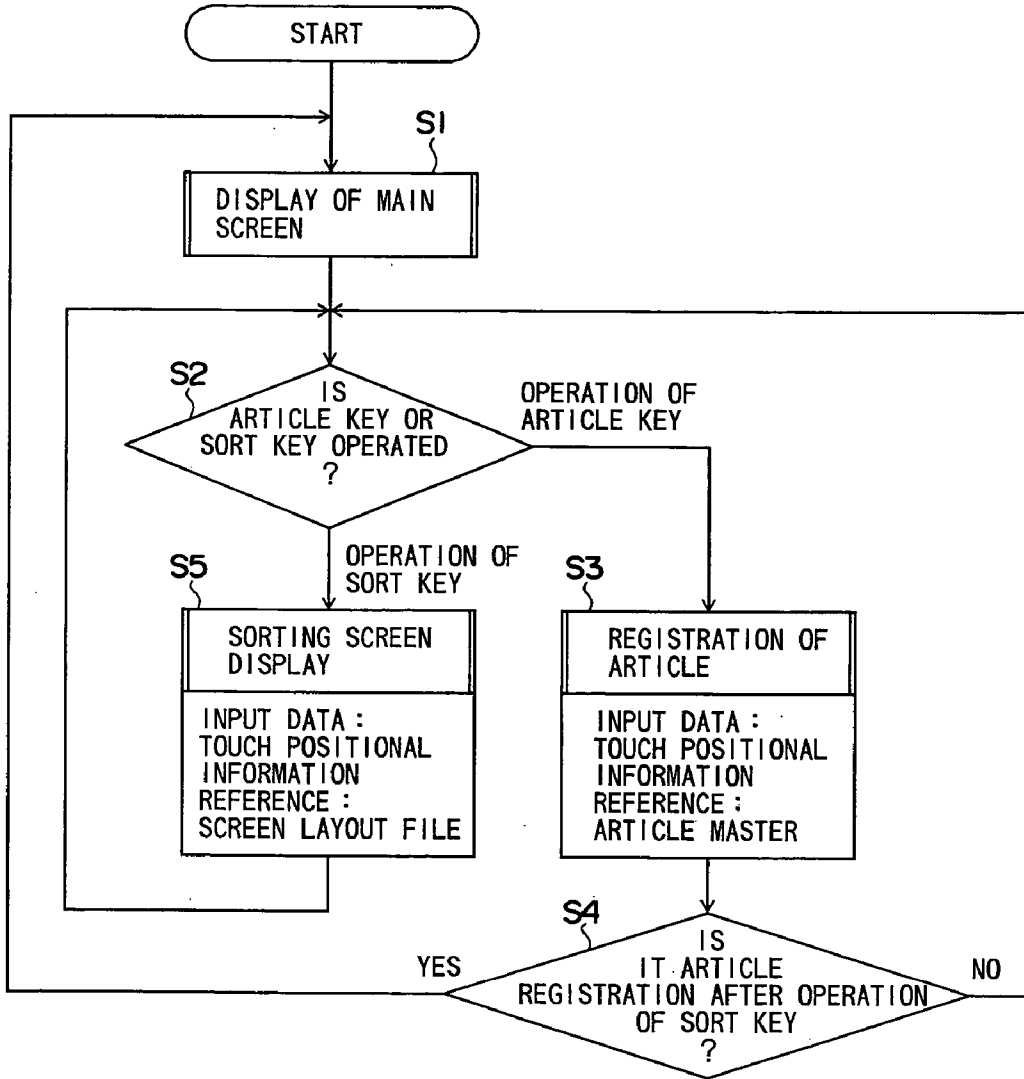 START
S1
DISPLAY OF MAIN
SCREEN
S2
IS
ARTICLE KEY OR
SORT KEY OPERATED
?
OPERATION OF
ARTICLE KEY
OPERATION OF
SORT KEY
S5
SORTING SCREEN
DISPLAY
INPUT DATA:
TOUCH POSITIONAL
INFORMATION
REFERENCE:
SCREEN LAYOUT FILE
S3
REGISTRATION OF
ARTICLE
INPUT DATA:
TOUCH POSITIONAL
INFORMATION
REFERENCE:
ARTICLE MASTER
S4
IS
IT ARTICLE
REGISTRATION AFTER OPERATION
OF SORT KEY
?
YES
NO